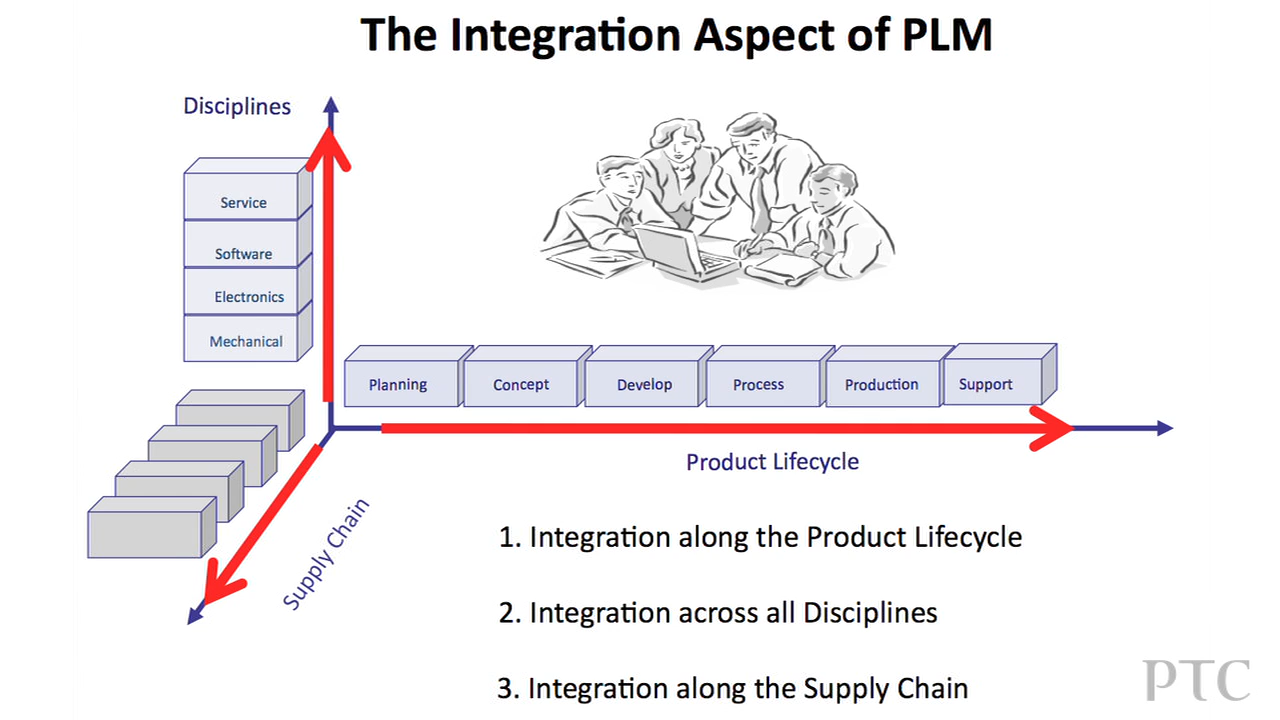 The Integration Aspect of PLM
Disciplines
Service
Software
Electronics
Mechanical
Planning
Concept
Develop
Process
Production
Support
Product Lifecycle
Supply Chain
1. Integration along the Product Lifecycle
2. Integration across all Disciplines
3. Integration along the Supply Chain
PTC